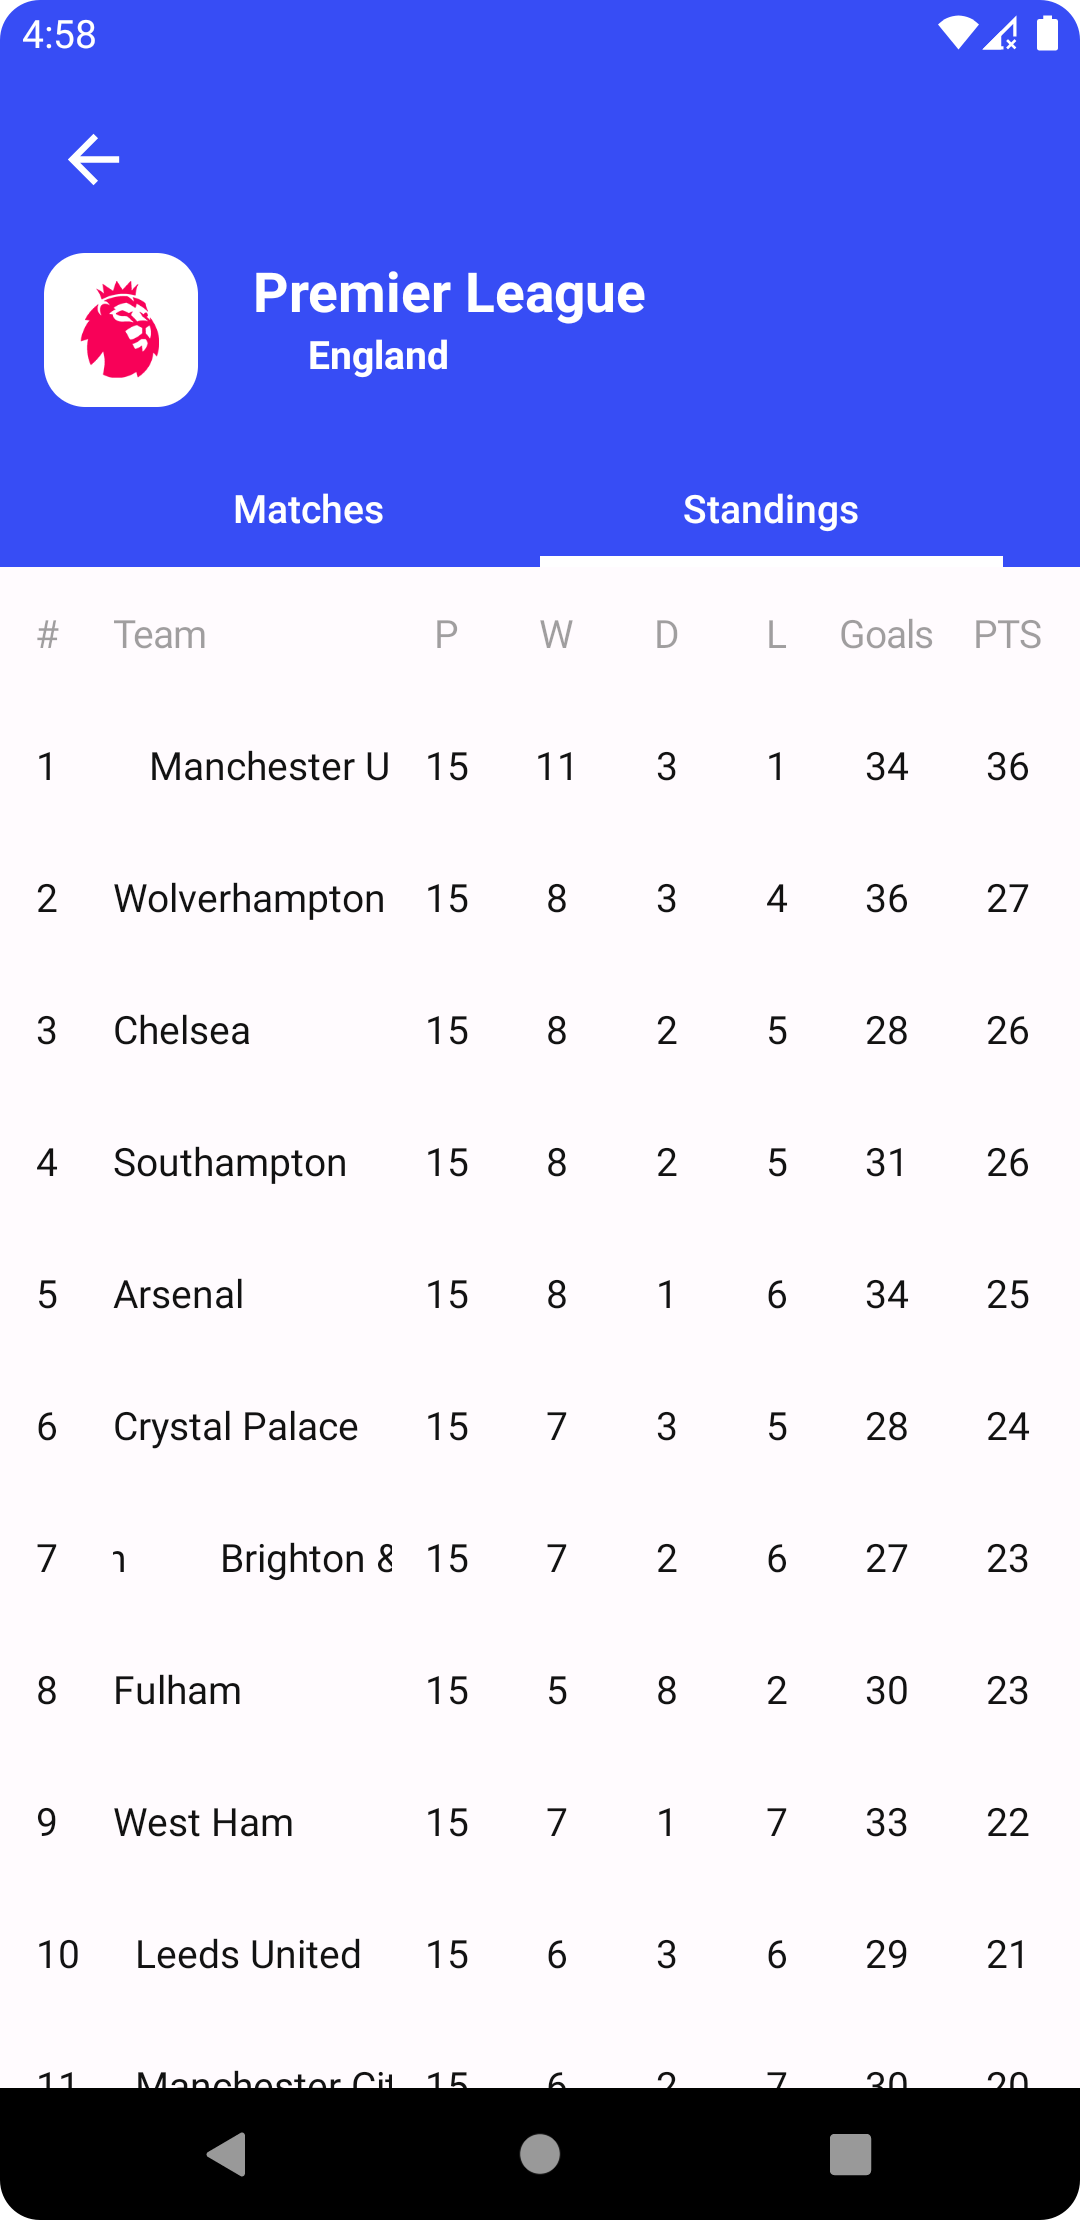 4:58
Premier League
England
Matches Standings
# Team P W D L Goals PTS
1 Manchester U 15 11 3 1 34 36
2 Wolverhampton 15 8 3 4 36 27
3 Chelsea 15 8 2 5 28 26
4 Southampton 15 8 2 5 31 26
5 Arsenal 15 8 1 6 34 25
6 Crystal Palace 15 7 3 5 28 24
7 n Brighton & 15 7 2 6 27 23
8 Fulham 15 5 8 2 30 23
9 West Ham 15 7 1 7 33 22
10 Leeds United 15 6 3 6 29 21
11 Manchester Cit 15 6 2 7 30 20